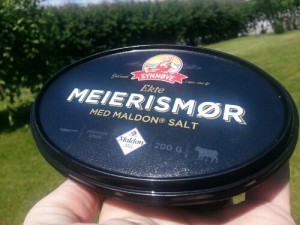 SYNNØVE
Ekte
MEIERISMØR
MED MALDON® SALT
Maldon
200 G